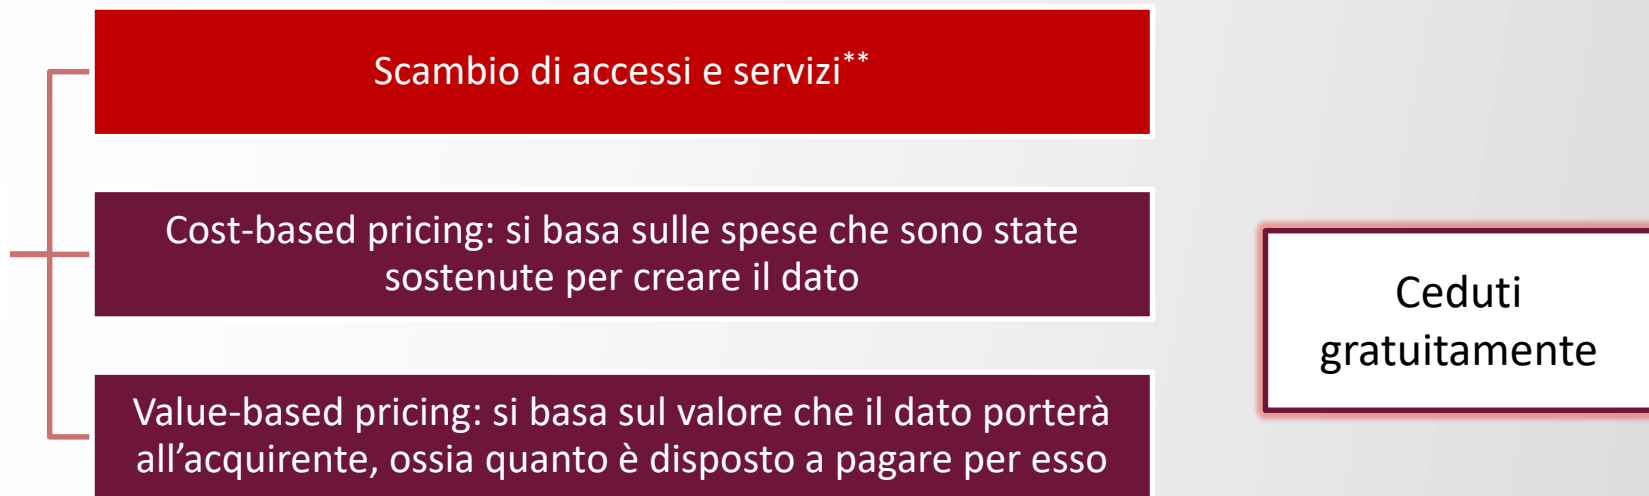 Scambio di accessi e servizi**
Cost-based pricing: si basa sulle spese che sono state
sostenute per creare il dato
Value-based pricing: si basa sul valore che il dato porterà
all’acquirente, ossia quanto è disposto a pagare per esso
Ceduti
gratuitamente